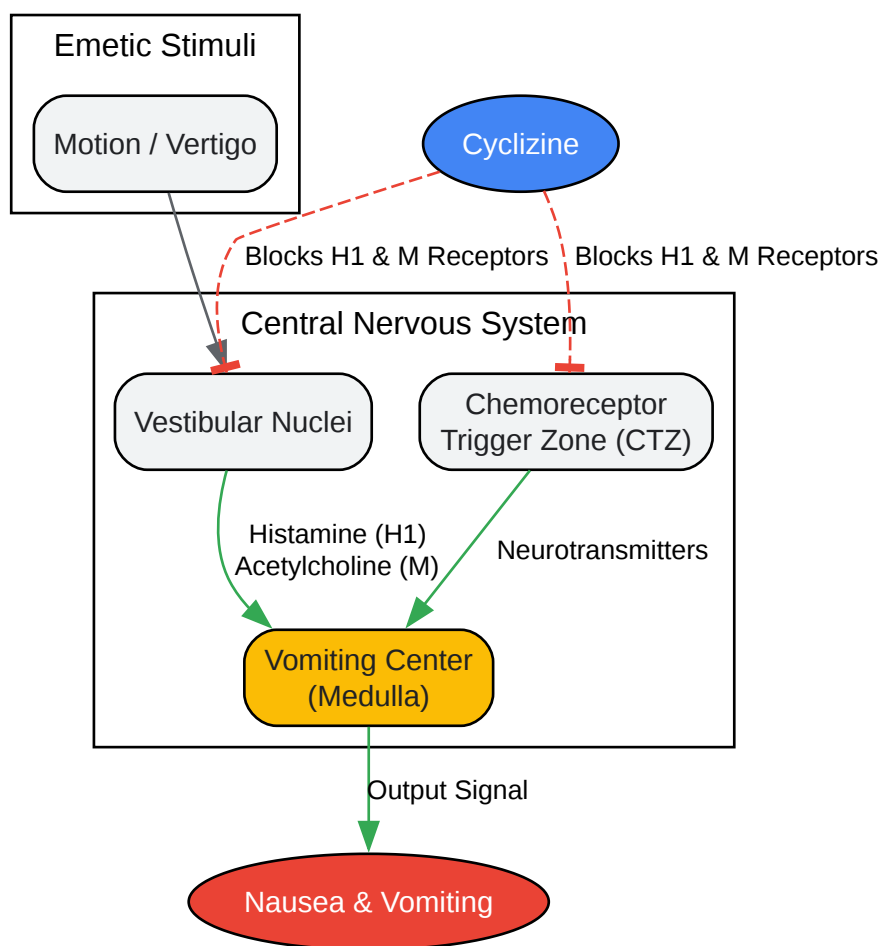 Emetic Stimuli
Motion / Vertigo
Cyclizine
Blocks H1 & M Receptors
Blocks H1 & M Receptors
Central Nervous System
Vestibular Nuclei
Chemoreceptor
Trigger Zone (CTZ)
Histamine (H1)
Acetylcholine (M)
Neurotransmitters
Vomiting Center
(Medulla)
Output Signal
Nausea & Vomiting